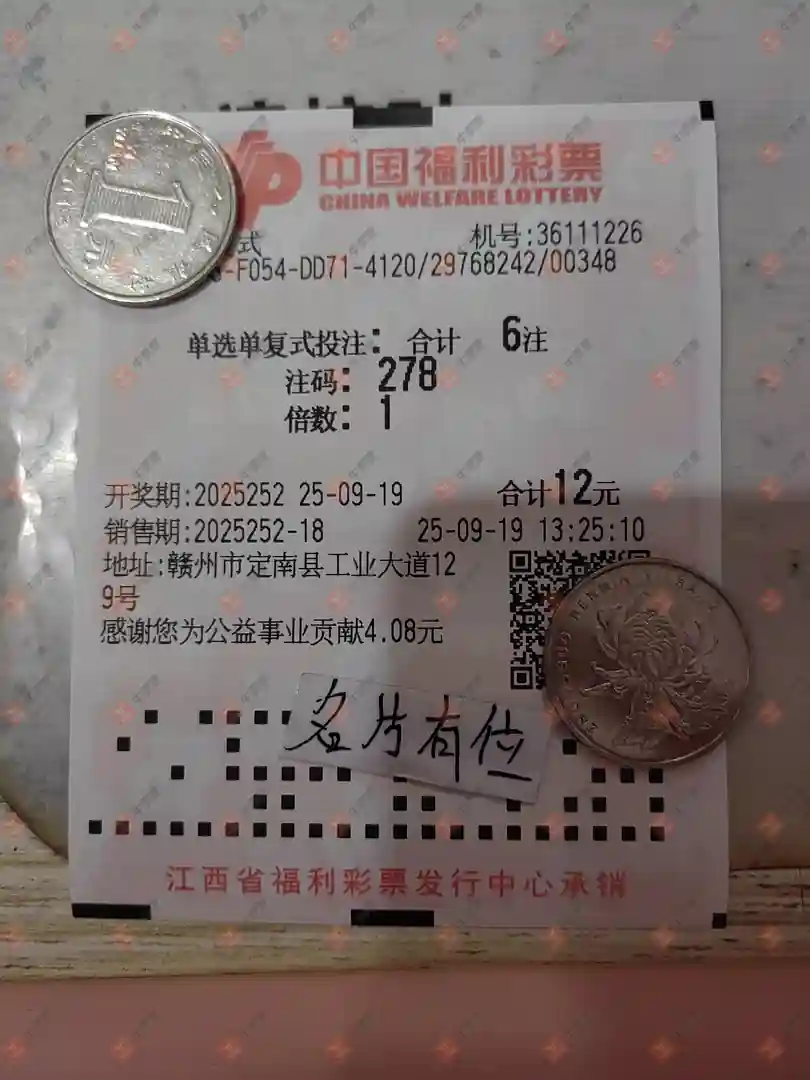 中国福利彩票
CHINA WELFARE LOTTERY
式 机号:36111226
-F054-DD71-4120/29768242/00348
单选单复式投注: 合计 6注
注码: 278
倍数: 1
开奖期:2025252 25-09-19 合计12元
销售期:2025252-18 25-09-19 13:25:10
地址:赣州市定南县工业大道12
9号
感谢您为公益事业贡献4.08元
名片有位
江西省福利彩票发行中心承销